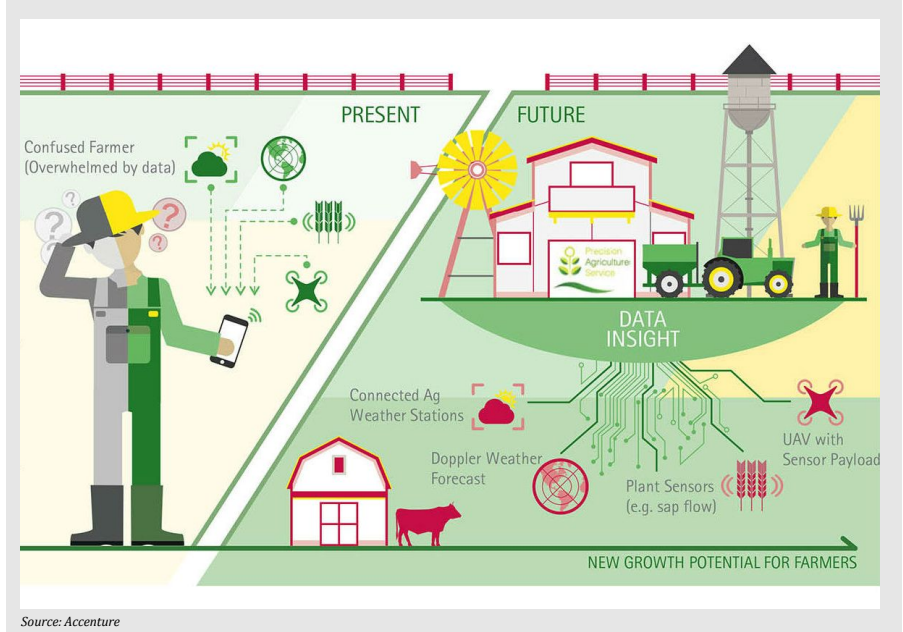 PRESENT
FUTURE
Confused Farmer
(Overwhelmed by data)
?
?
?
?
?
Precision
Agriculture
Service
DATA
INSIGHT
Connected Ag
Weather Stations
Doppler Weather
Forecast
Plant Sensors
(e.g. sap flow)
UAV with
Sensor Payload
NEW GROWTH POTENTIAL FOR FARMERS
Source: Accenture